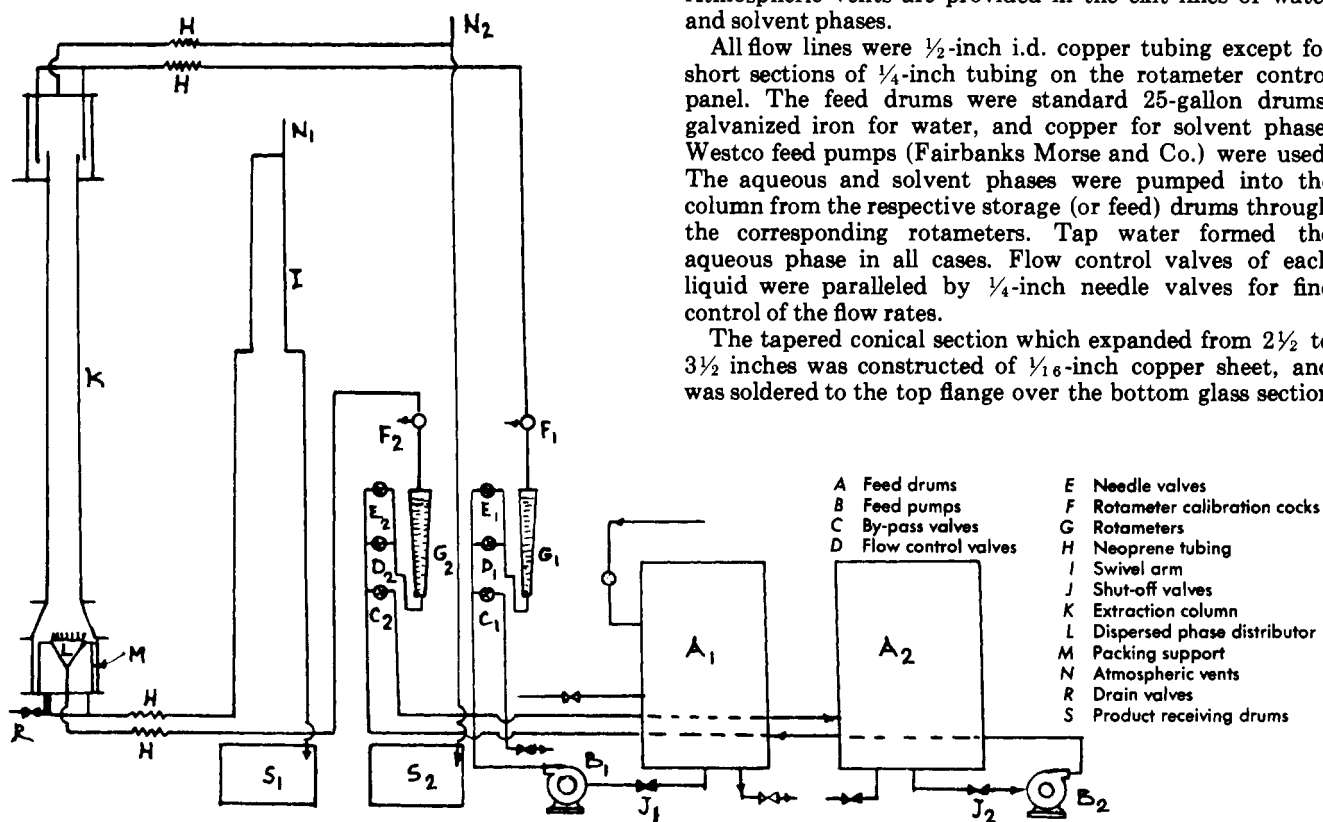 Atmospheric vents are provided in the exit lines of water
and solvent phases.
All flow lines were ½-inch i.d. copper tubing except fo
short sections of ¼-inch tubing on the rotameter contro
panel. The feed drums were standard 25-gallon drums
galvanized iron for water, and copper for solvent phase
Westco feed pumps (Fairbanks Morse and Co.) were used
The aqueous and solvent phases were pumped into th
column from the respective storage (or feed) drums through
the corresponding rotameters. Tap water formed the
aqueous phase in all cases. Flow control valves of each
liquid were paralleled by ¼-inch needle valves for fin
control of the flow rates.
The tapered conical section which expanded from 2½ to
3½ inches was constructed of 1/16-inch copper sheet, and
was soldered to the top flange over the bottom glass section
H
N2
H
N1
I
K
F2
F1
E2
E1
D2
D1
G2
G1
C2
C1
L
M
A1
A2
R
H
H
S1
S2
B1
J1
J2
B2
A Feed drums
B Feed pumps
C By-pass valves
D Flow control valves
E Needle valves
F Rotameter calibration cocks
G Rotameters
H Neoprene tubing
I Swivel arm
J Shut-off valves
K Extraction column
L Dispersed phase distributor
M Packing support
N Atmospheric vents
R Drain valves
S Product receiving drums